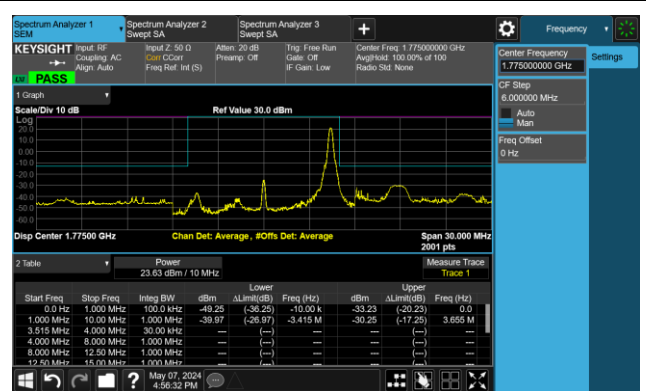 Spectrum Analyzer 1
SEM
Spectrum Analyzer 2
Swept SA
Spectrum Analyzer 3
Swept SA
Frequency
KEYSIGHT
Input: RF
Coupling: AC
Align: Auto
Input Z: 50 Ω
Corr CCorr
Freq Ref: Int (S)
Atten: 20 dB
Preamp: Off
Trig: Free Run
Gate: Off
IF Gain: Low
Center Freq: 1.775000000 GHz
Avg|Hold: 100.00% of 100
Radio Std: None
PASS
Center Frequency
1.775000000 GHz
Settings
CF Step
6.000000 MHz
Auto
Man
Freq Offset
0 Hz
1 Graph
Scale/Div 10 dB
Ref Value 30.0 dBm
Log
20.0
10.0
0.00
-10.0
-20.0
-30.0
-40.0
-50.0
-60.0
Disp Center 1.77500 GHz
Chan Det: Average, #Offs Det: Average
Span 30.000 MHz
2001 pts
2 Table
Power
23.63 dBm / 10 MHz
Measure Trace
Trace 1
Lower Upper
Start Freq Stop Freq Integ BW dBm ΔLimit(dB) Freq (Hz) dBm ΔLimit(dB) Freq (Hz)
0.0 Hz 1.000 MHz 100.0 kHz -49.25 (-36.25) -10.00 k -33.23 (-20.23) 0.0
1.000 MHz 10.00 MHz 1.000 MHz -39.97 (-26.97) -3.415 M -30.25 (-17.25) 3.655 M
3.515 MHz 4.000 MHz 30.00 kHz --- (---) --- --- (---) ---
4.000 MHz 8.000 MHz 1.000 MHz --- (---) --- --- (---) ---
8.000 MHz 12.50 MHz 1.000 MHz --- (---) --- --- (---) ---
12.50 MHz 15.00 MHz 1.000 MHz --- (---) --- --- (---) ---
May 07, 2024
4:56:32 PM